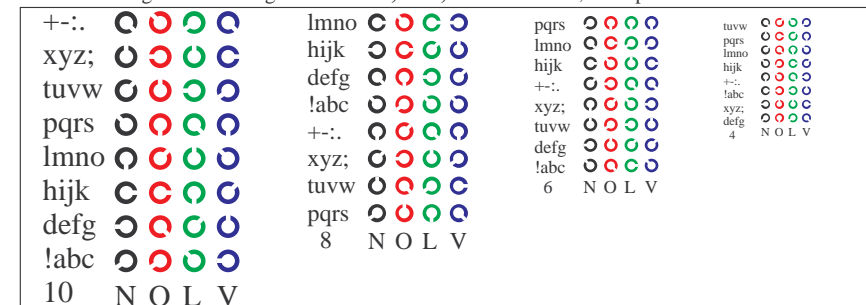 +-:.
xyz;
tuvw
pqrs
lmno
hijk
defg
!abc
10 N O L V
lmno
hijk
defg
!abc
+-:.
xyz;
tuvw
pqrs
8 N O L V
pqrs
lmno
hijk
+-:.
xyz;
tuvw
defg
!abc
6 N O L V
tuvw
pqrs
lmno
hijk
+-:.
!abc
xyz;
defg
4 N O L V